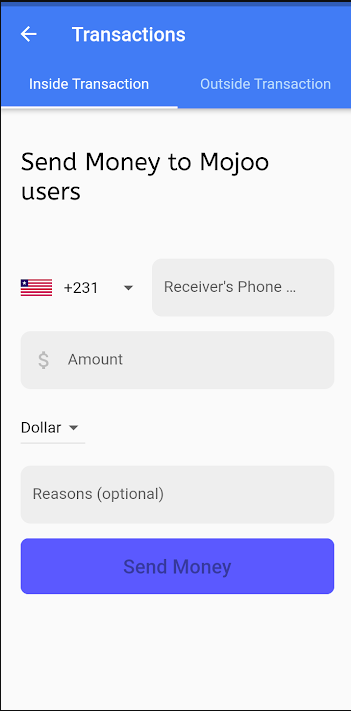 Transactions
Inside Transaction
Outside Transaction
Send Money to Mojoo
users
+231
Receiver's Phone ...
$ Amount
Dollar
Reasons (optional)
Send Money